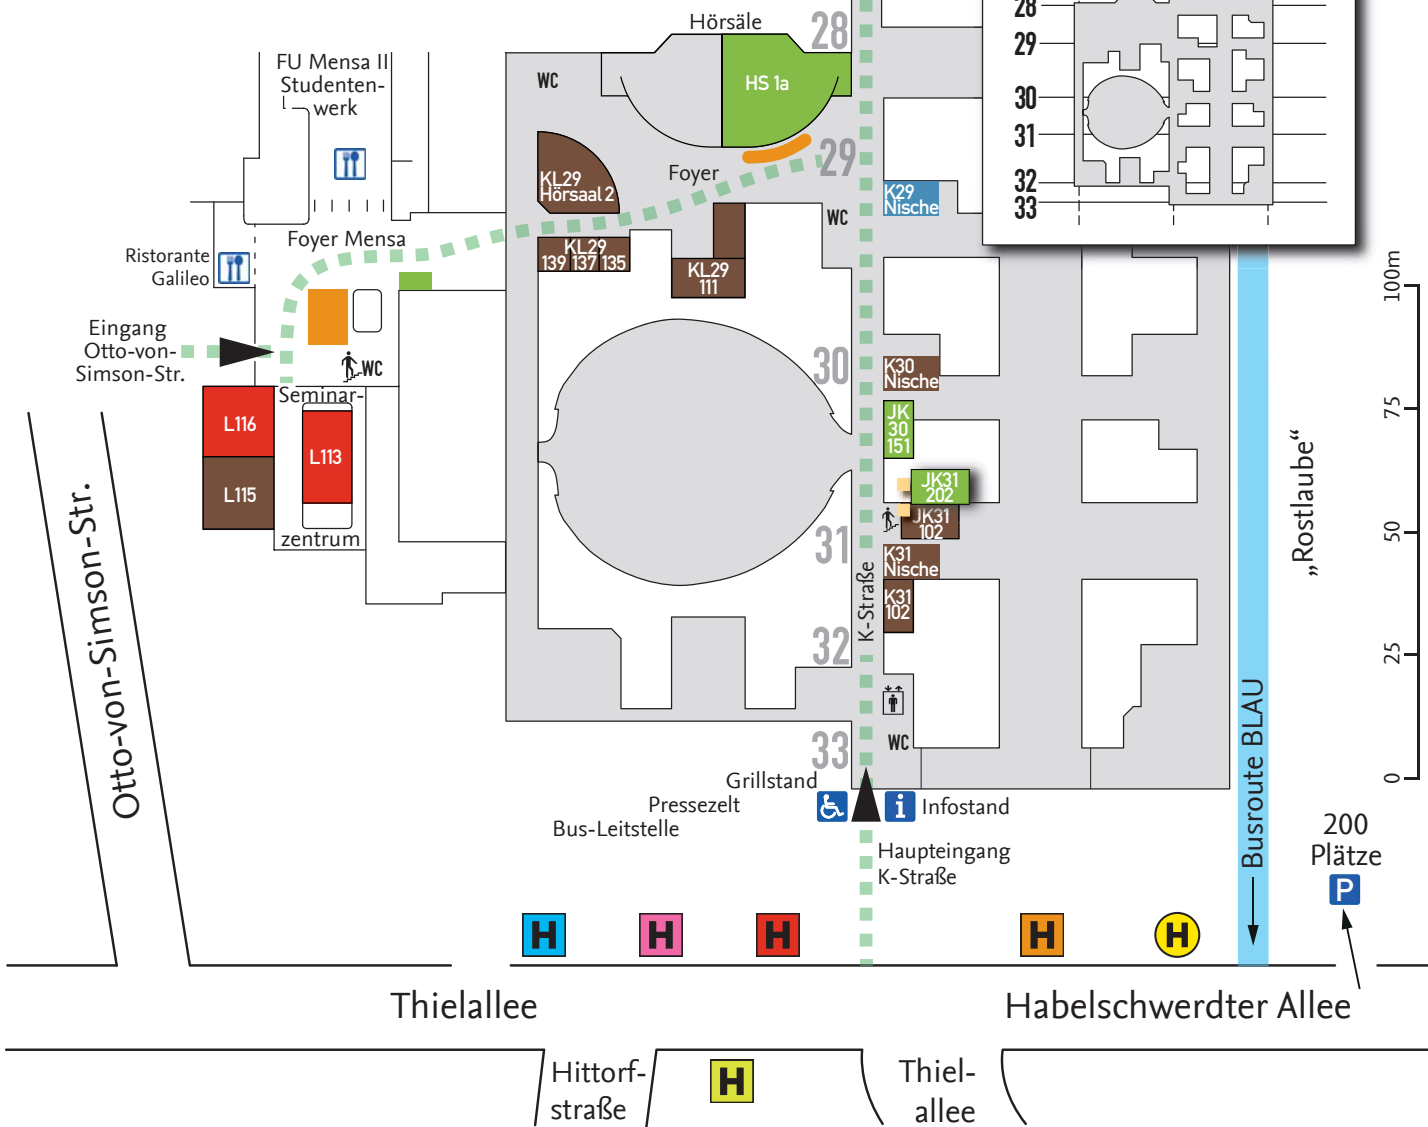 Hörsäle
28
FU Mensa II
Studenten-
werk
WC
HS 1a
29
KL29
Hörsaal 2
Foyer
K29
Nische
WC
Foyer Mensa
KL29
139 137 135
KL29
111
Ristorante
Galileo
Eingang
Otto-von-
Simson-Str.
WC
30
K30
Nische
Seminar-
L116
L113
L115
zentrum
JK
30
151
JK31
202
JK31
102
31
K31
Nische
K31
102
K-Straße
32
WC
33
28
29
30
31
32
33
100m
75
50
25
0
„Rostlaube“
Busroute BLAU
Otto-von-Simson-Str.
Grillstand
Pressezelt
Bus-Leitstelle
i Infostand
Haupteingang
K-Straße
200
Plätze
P
H H H H H
Thielallee
Habelschwerdter Allee
Hittorf-
straße
H
Thiel-
allee